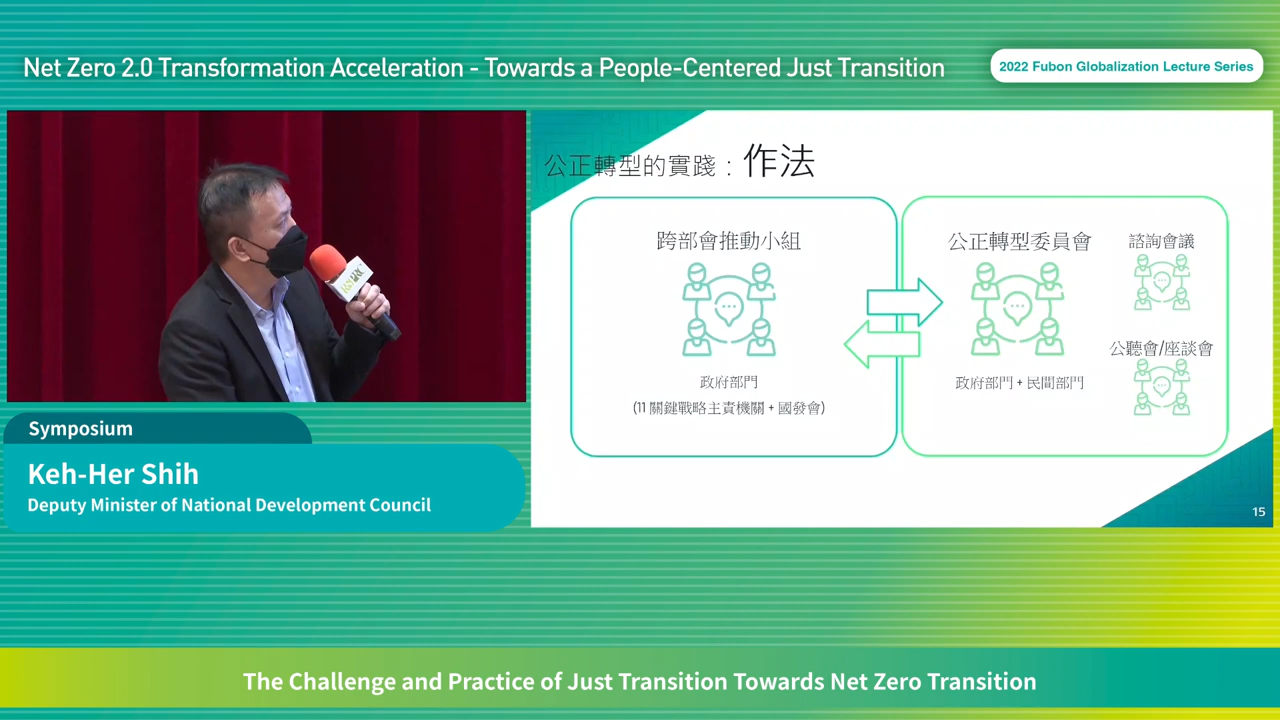 Net Zero 2.0 Transformation Acceleration - Towards a People-Centered Just Transition
2022 Fubon Globalization Lecture Series
公正轉型的實踐：作法
跨部會推動小組
政府部門
(11 關鍵戰略主責機關 + 國發會)
公正轉型委員會
政府部門 + 民間部門
諮詢會議
公聽會/座談會
15
Symposium
Keh-Her Shih
Deputy Minister of National Development Council
The Challenge and Practice of Just Transition Towards Net Zero Transition